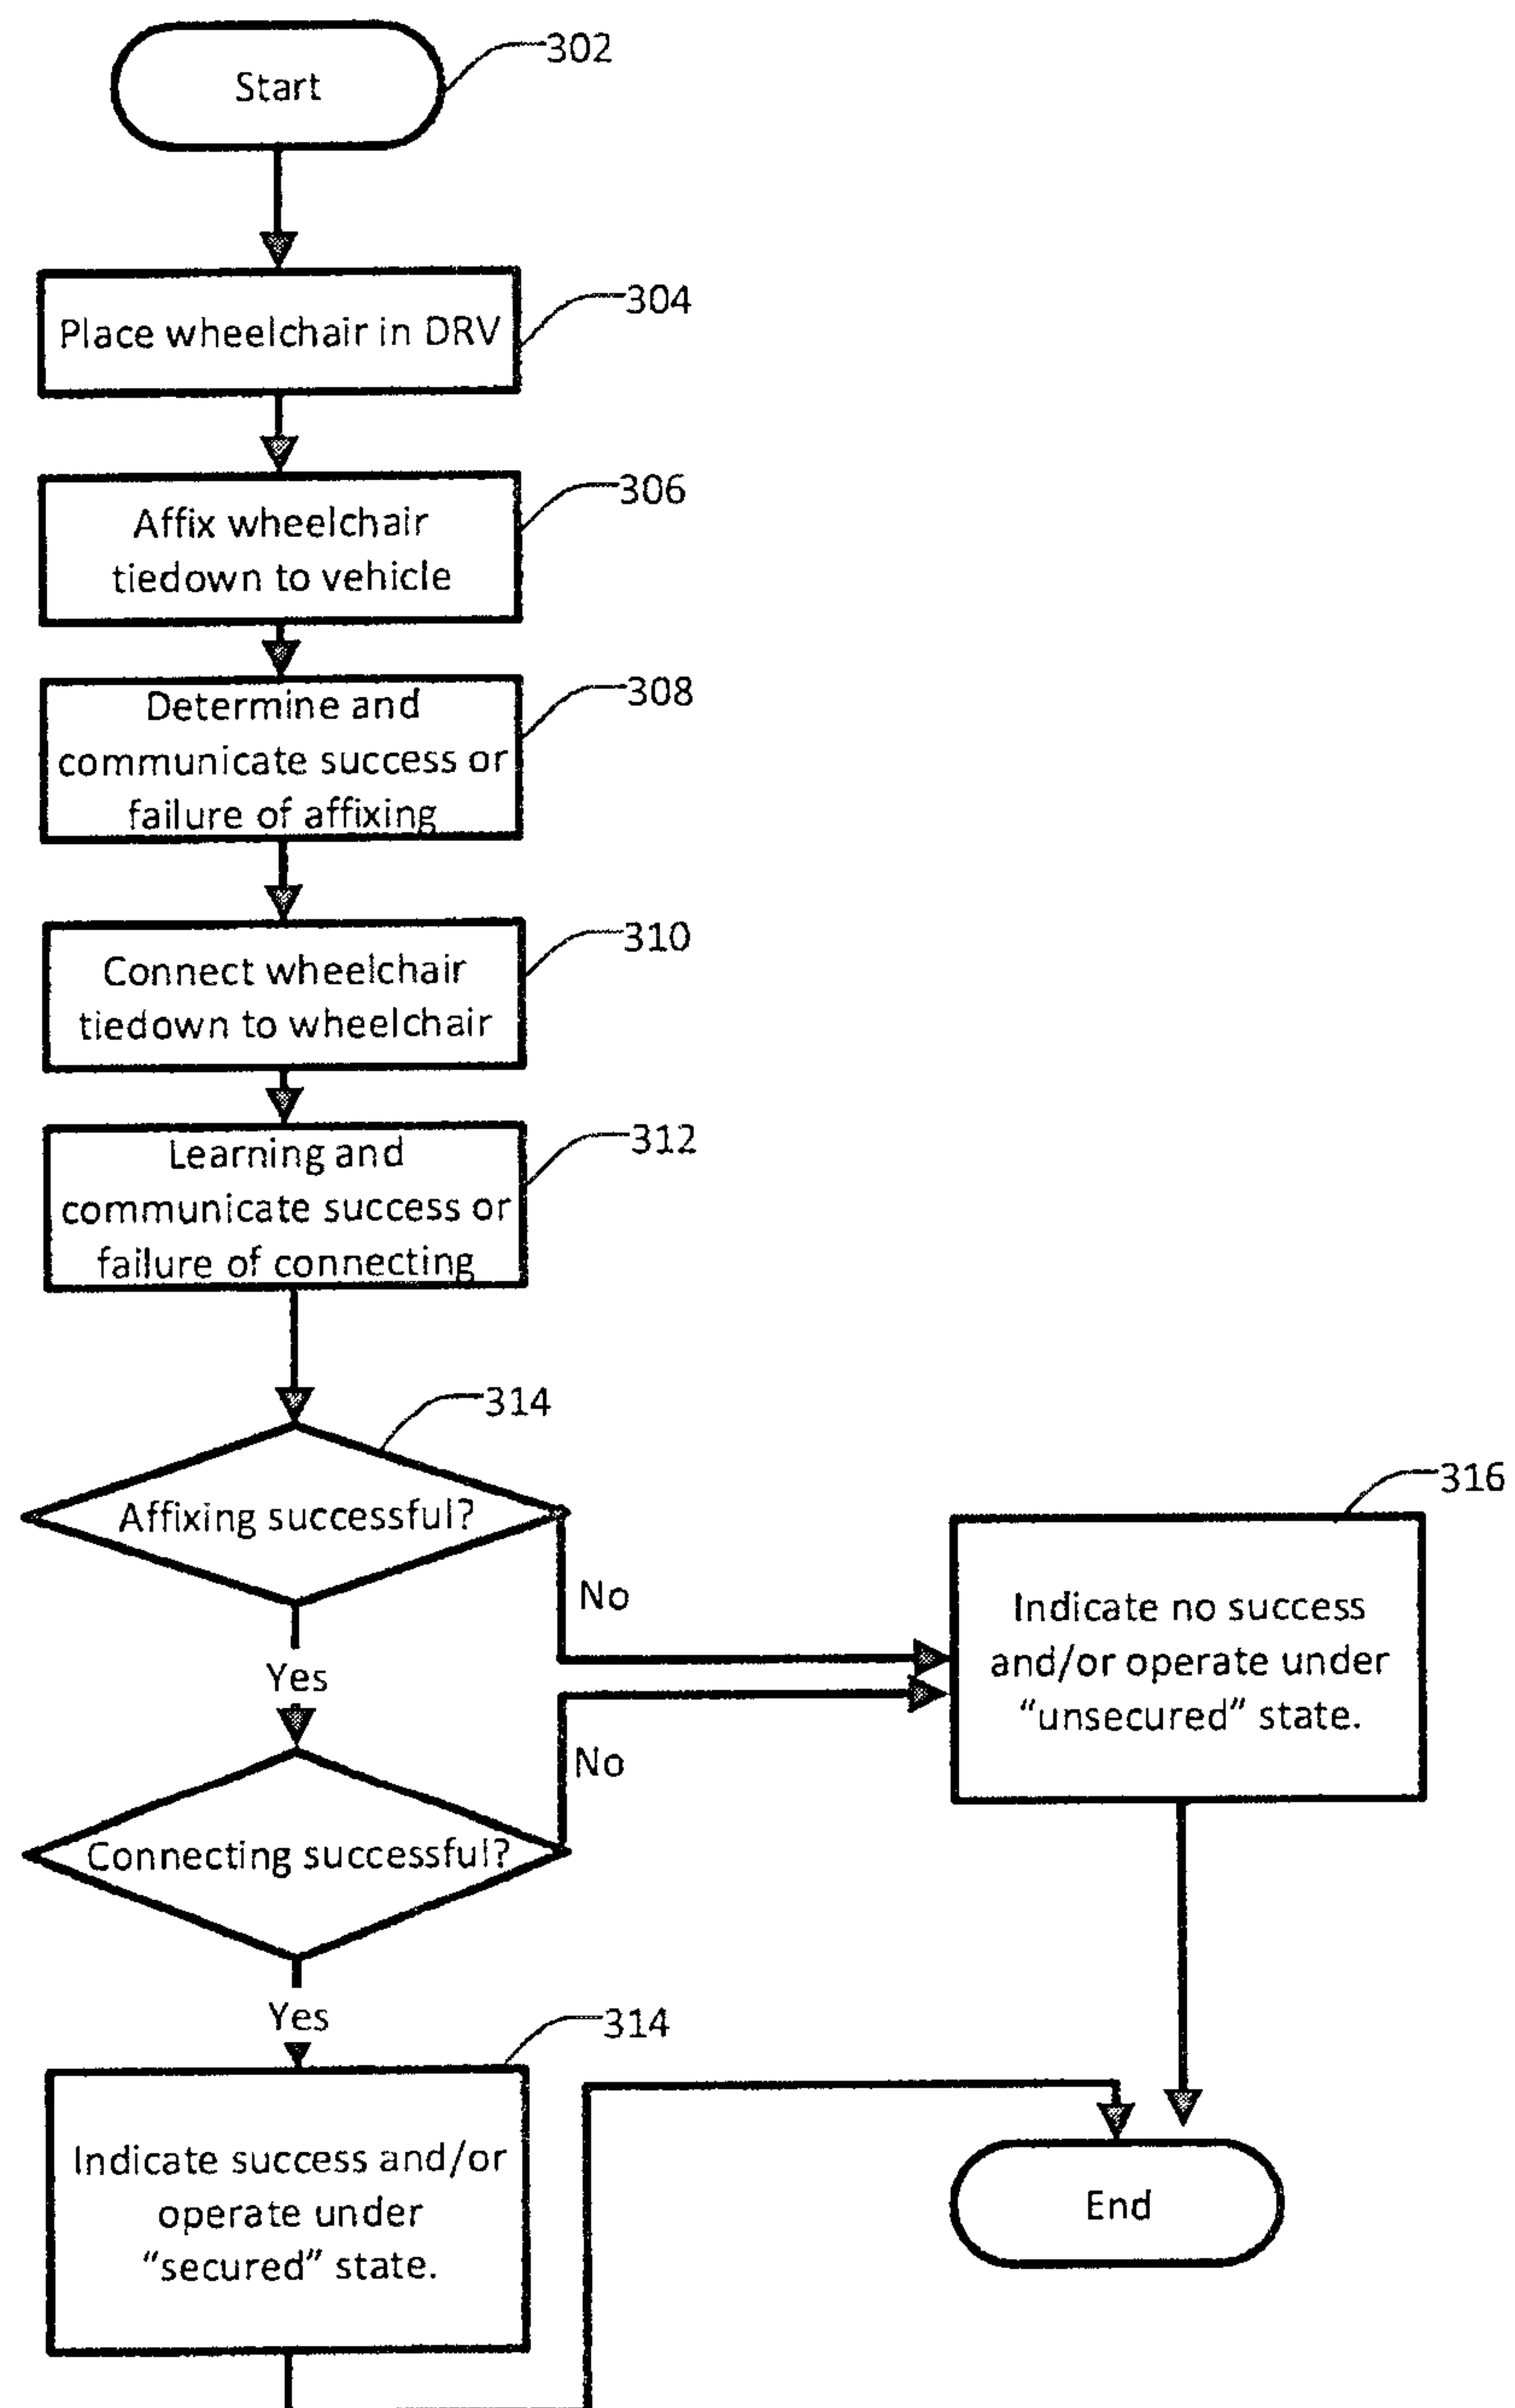 Start
302
Place wheelchair in DRV
304
Affix wheelchair
tiedown to vehicle
306
Determine and
communicate success or
failure of affixing
308
Connect wheelchair
tiedown to wheelchair
310
Learning and
communicate success or
failure of connecting
312
314
Affixing successful?
No
Yes
316
Indicate no success
and/or operate under
“unsecured” state.
Connecting successful?
No
Yes
314
Indicate success and/or
operate under
“secured” state.
End